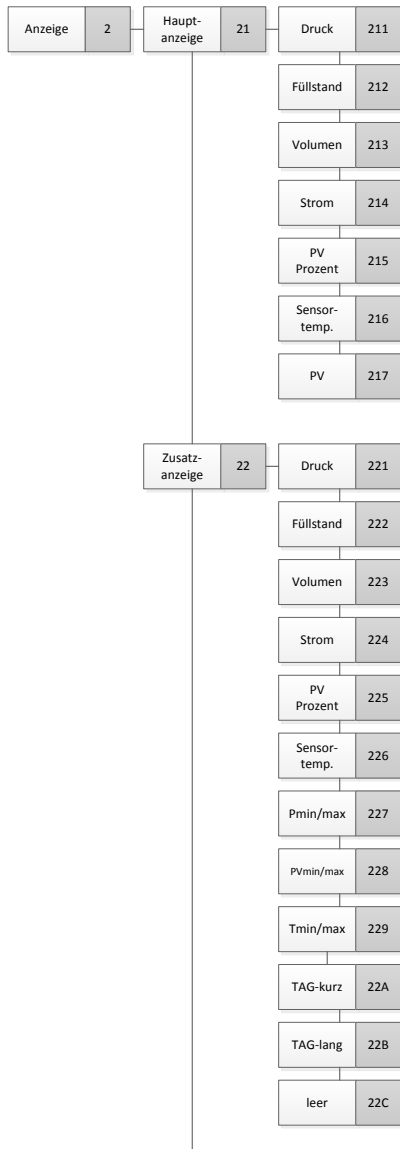 Anzeige 2 Haupt- 21 Druck 211
anzeige
Füllstand 212
Volumen 213
Strom 214
PV 215
Prozent
Sensor- 216
temp.
PV 217
Zusatz- 22 Druck 221
anzeige
Füllstand 222
Volumen 223
Strom 224
PV 225
Prozent
Sensor- 226
temp.
Pmin/max 227
PVmin/max 228
Tmin/max 229
TAG-kurz 22A
TAG-lang 22B
leer 22C